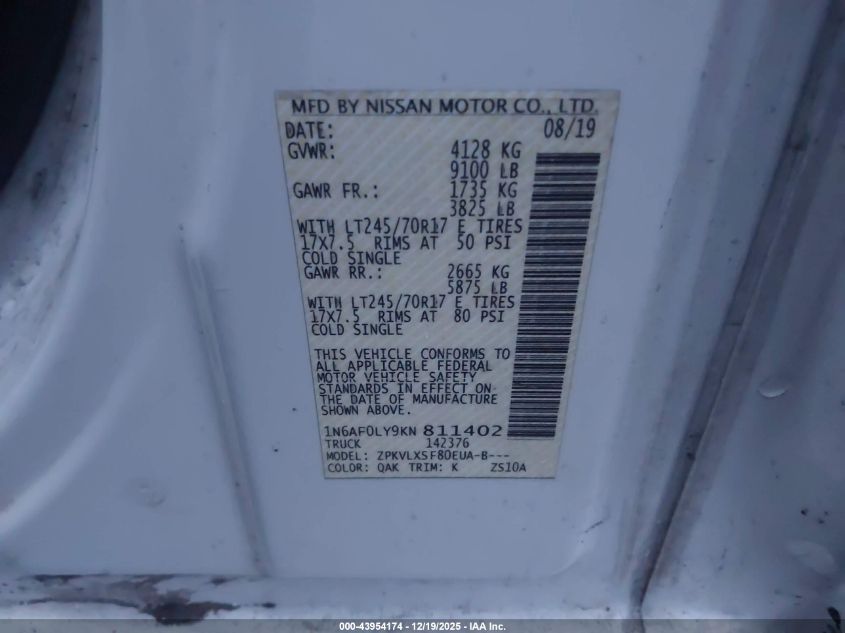 MFD BY NISSAN MOTOR CO., LTD.
DATE: 08/19
GVWR: 4128 KG
9100 LB
GAWR FR.: 1735 KG
3825 LB
WITH LT245/70R17 E TIRES
17X7.5 RIMS AT 50 PSI
COLD SINGLE
GAWR RR.: 2665 KG
5875 LB
WITH LT245/70R17 E TIRES
17X7.5 RIMS AT 80 PSI
COLD SINGLE
THIS VEHICLE CONFORMS TO
ALL APPLICABLE FEDERAL
MOTOR VEHICLE SAFETY
STANDARDS IN EFFECT ON
THE DATE OF MANUFACTURE
SHOWN ABOVE.
1N6AF0LY9KN 811402
TRUCK 142376
MODEL: ZPKVLXSF80EUA-B---
COLOR: QAK TRIM: K ZS10A
000-43954174 | 12/19/2025 - IAA Inc.